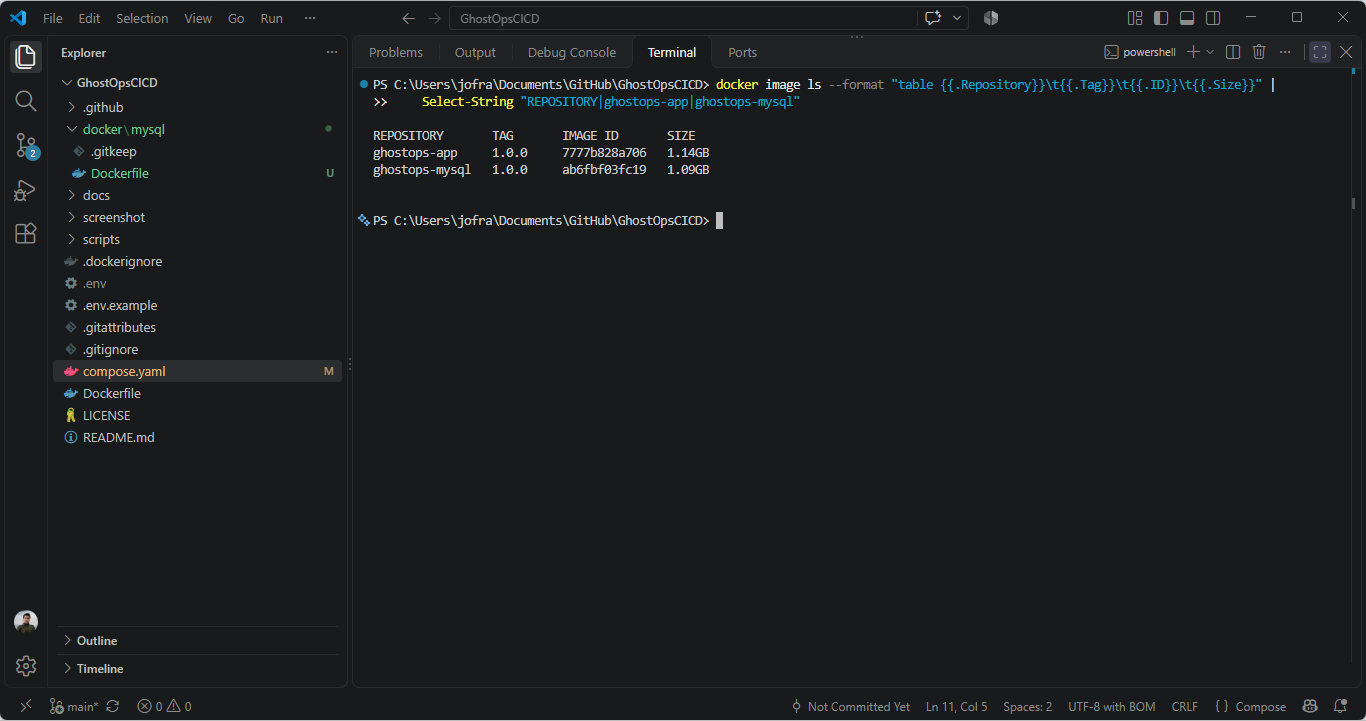 File Edit Selection View Go Run ··· GhostOpsCICD
Explorer ···
GhostOpsCICD
.github
docker\mysql
.gitkeep
Dockerfile U
docs
screenshot
scripts
.dockerignore
.env
.env.example
.gitattributes
.gitignore
compose.yaml M
Dockerfile
LICENSE
README.md
Outline
Timeline
2
Problems Output Debug Console Terminal Ports powershell
PS C:\Users\jofra\Documents\GitHub\GhostOpsCICD> docker image ls --format "table {{.Repository}}\t{{.Tag}}\t{{.ID}}\t{{.Size}}" |
>> Select-String "REPOSITORY|ghostops-app|ghostops-mysql"
REPOSITORY TAG IMAGE ID SIZE
ghostops-app 1.0.0 7777b828a706 1.14GB
ghostops-mysql 1.0.0 ab6fbf03fc19 1.09GB
PS C:\Users\jofra\Documents\GitHub\GhostOpsCICD>
main* 0 0 Not Committed Yet Ln 11, Col 5 Spaces: 2 UTF-8 with BOM CRLF { } Compose